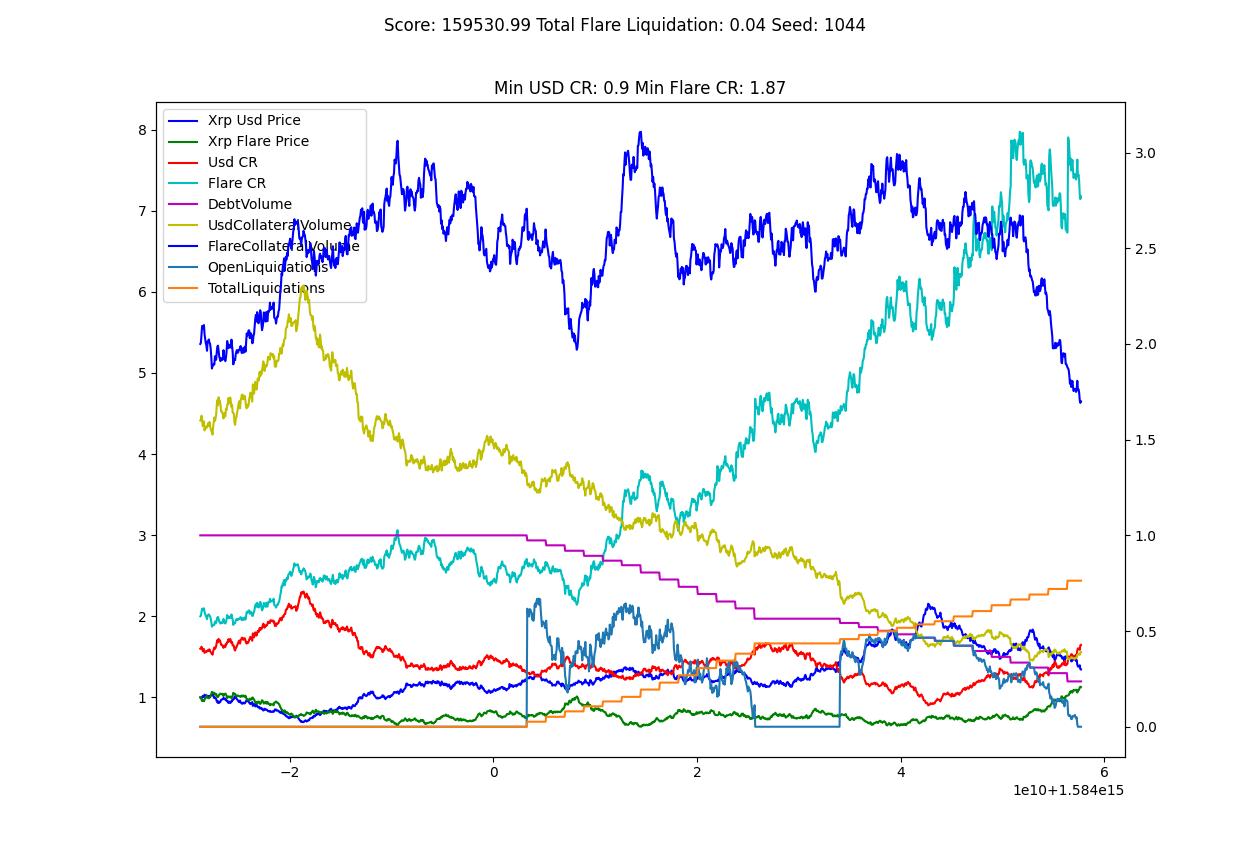 Score: 159530.99 Total Flare Liquidation: 0.04 Seed: 1044
Min USD CR: 0.9 Min Flare CR: 1.87
Xrp Usd Price
Xrp Flare Price
Usd CR
Flare CR
DebtVolume
UsdCollateralVolume
FlareCollateralVolume
OpenLiquidations
TotalLiquidations
8
7
6
5
4
3
2
1
3.0
2.5
2.0
1.5
1.0
0.5
0.0
−2
0
2
4
6
1e10+1.584e15